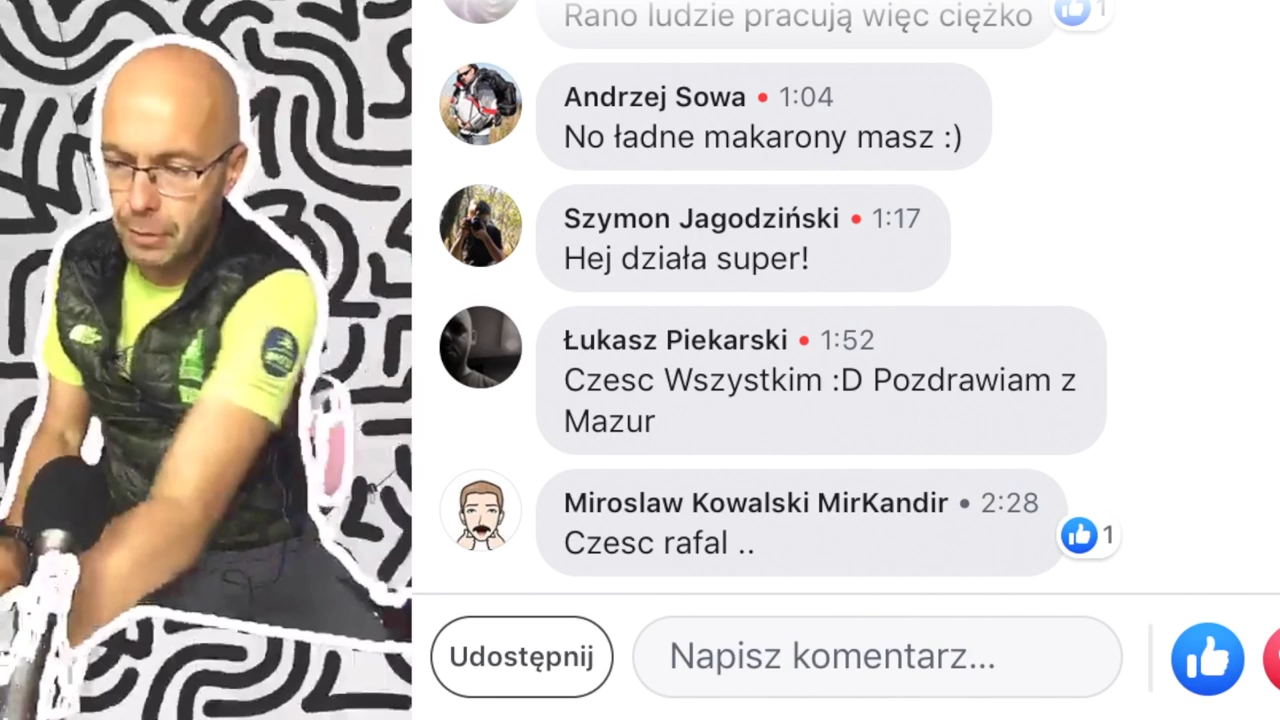 Rano ludzie pracują więc ciężko
1
Andrzej Sowa • 1:04
No ładne makarony masz :)
Szymon Jagodziński • 1:17
Hej działa super!
Łukasz Piekarski • 1:52
Czesc Wszystkim :D Pozdrawiam z
Mazur
Miroslaw Kowalski MirKandir • 2:28
Czesc rafal ..
1
Udostępnij
Napisz komentarz...